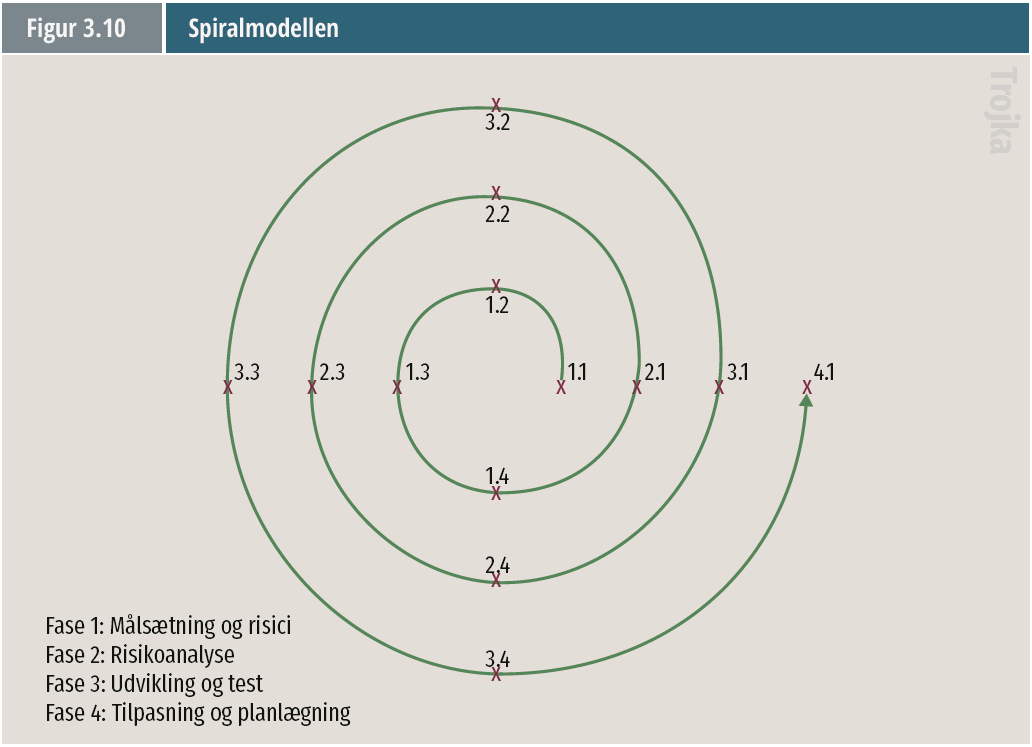 Figur 3.10
Spiralmodellen
Trojka
X
3.2
X
2.2
X
1.2
3.3
2.3
1.3
1.1
2.1
3.1
4.1
X
X
X
X
X
X
X
1.4
X
2.4
X
3.4
X
Fase 1: Målsætning og risici
Fase 2: Risikoanalyse
Fase 3: Udvikling og test
Fase 4: Tilpasning og planlægning